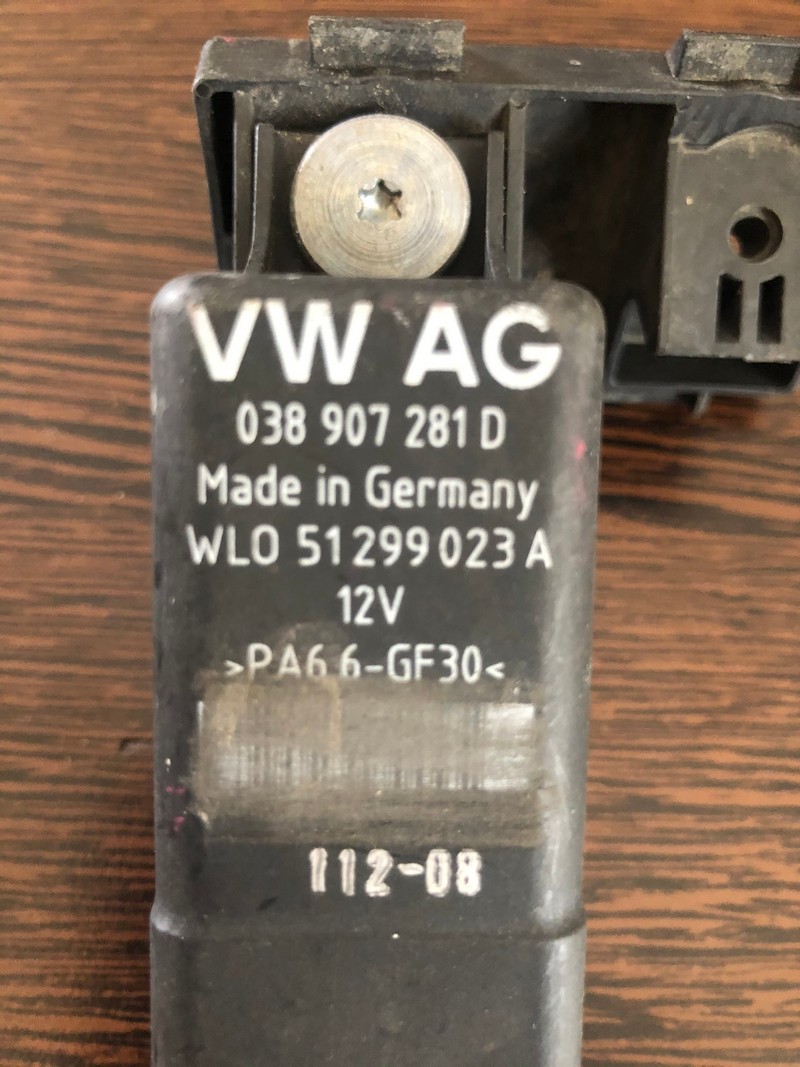 VW AG
038 907 281 D
Made in Germany
WLO 51 299 023 A
12V
>PA6 6-GF30<
112-08